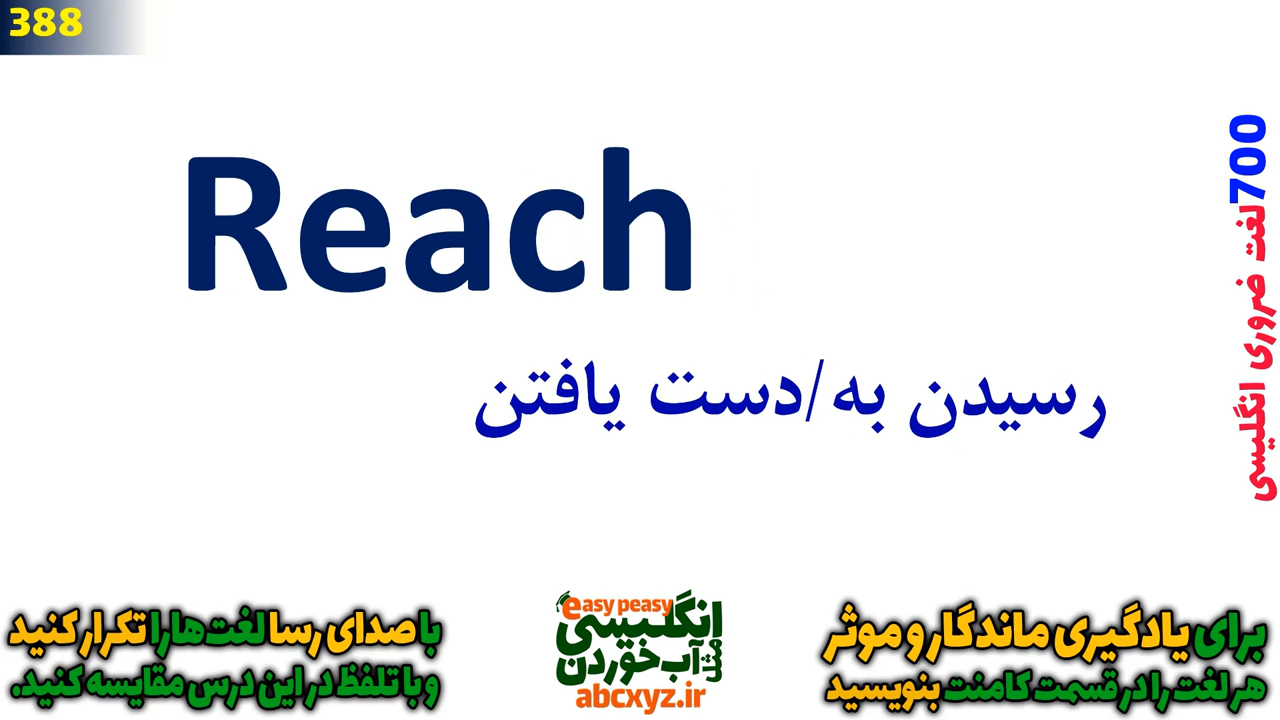 388
Reach
رسیدن به/دست یافتن
700 لغت ضروری انگلیسی
برای یادگیری ماندگار و موثر
هر لغت را در قسمت کامنت بنویسید
easy peasy
انگلیسی
مثل آب خوردن
abcxyz.ir
با صدای رسا لغت‌ها را تکرار کنید
و با تلفظ در این درس مقایسه کنید.